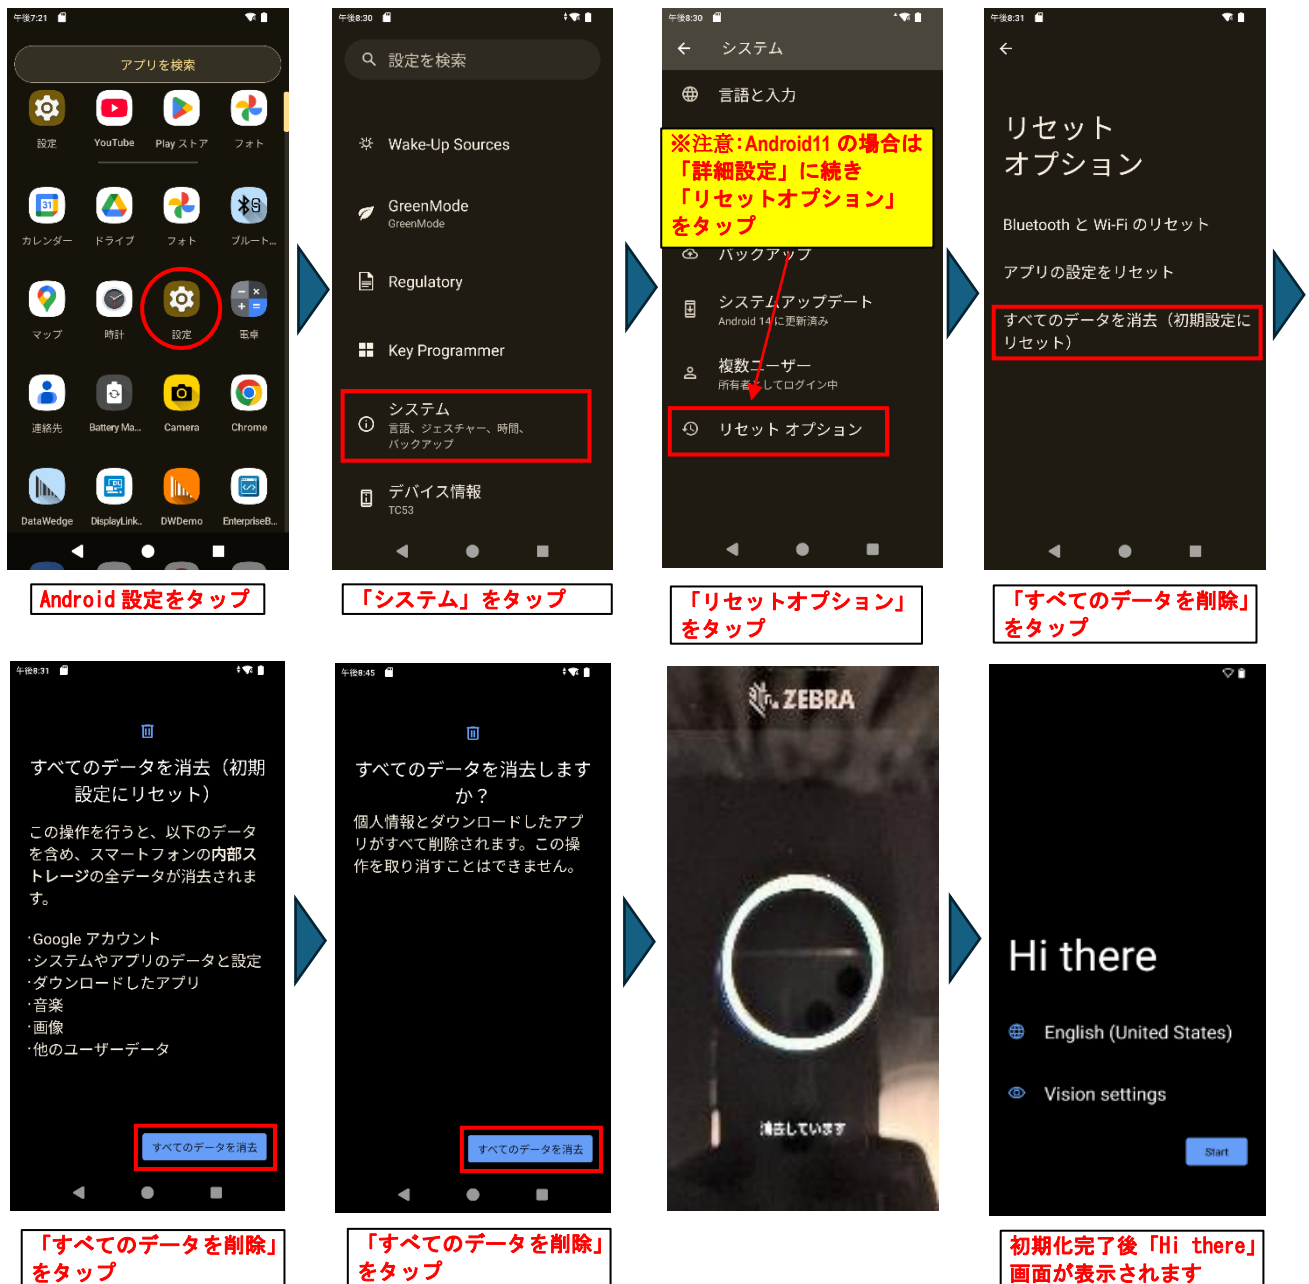 午後7:21
アプリを検索
設定
YouTube
Play ストア
フォト
31
カレンダー
ドライブ
フォト
ブルート...
マップ
時計
設定
電卓
連絡先
Battery Ma...
Camera
Chrome
DataWedge
DisplayLink..
DWDemo
EnterpriseB...
Android 設定をタップ
午後8:30
設定を検索
Wake-Up Sources
GreenMode
GreenMode
Regulatory
Key Programmer
システム
言語、ジェスチャー、時間、
バックアップ
デバイス情報
TC53
「システム」をタップ
午後8:30
システム
言語と入力
※注意:Android11 の場合は
「詳細設定」に続き
「リセットオプション」
をタップ
バックアップ
システムアップデート
Android 14 に更新済み
複数ユーザー
所有者としてログイン中
リセット オプション
「リセットオプション」
をタップ
午後8:31
リセット
オプション
Bluetooth と Wi-Fi のリセット
アプリの設定をリセット
すべてのデータを消去（初期設定に
リセット）
「すべてのデータを削除」
をタップ
午後8:31
すべてのデータを消去（初期
設定にリセット）
この操作を行うと、以下のデータ
を含め、スマートフォンの内部ス
トレージの全データが消去されま
す。
·Google アカウント
·システムやアプリのデータと設定
·ダウンロードしたアプリ
·音楽
·画像
·他のユーザーデータ
すべてのデータを消去
「すべてのデータを削除」
をタップ
午後8:45
すべてのデータを消去します
か？
個人情報とダウンロードしたアプ
リがすべて削除されます。この操
作を取り消すことはできません。
すべてのデータを消去
「すべてのデータを削除」
をタップ
ZEBRA
消去しています
Hi there
English (United States)
Vision settings
Start
初期化完了後「Hi there」
画面が表示されます